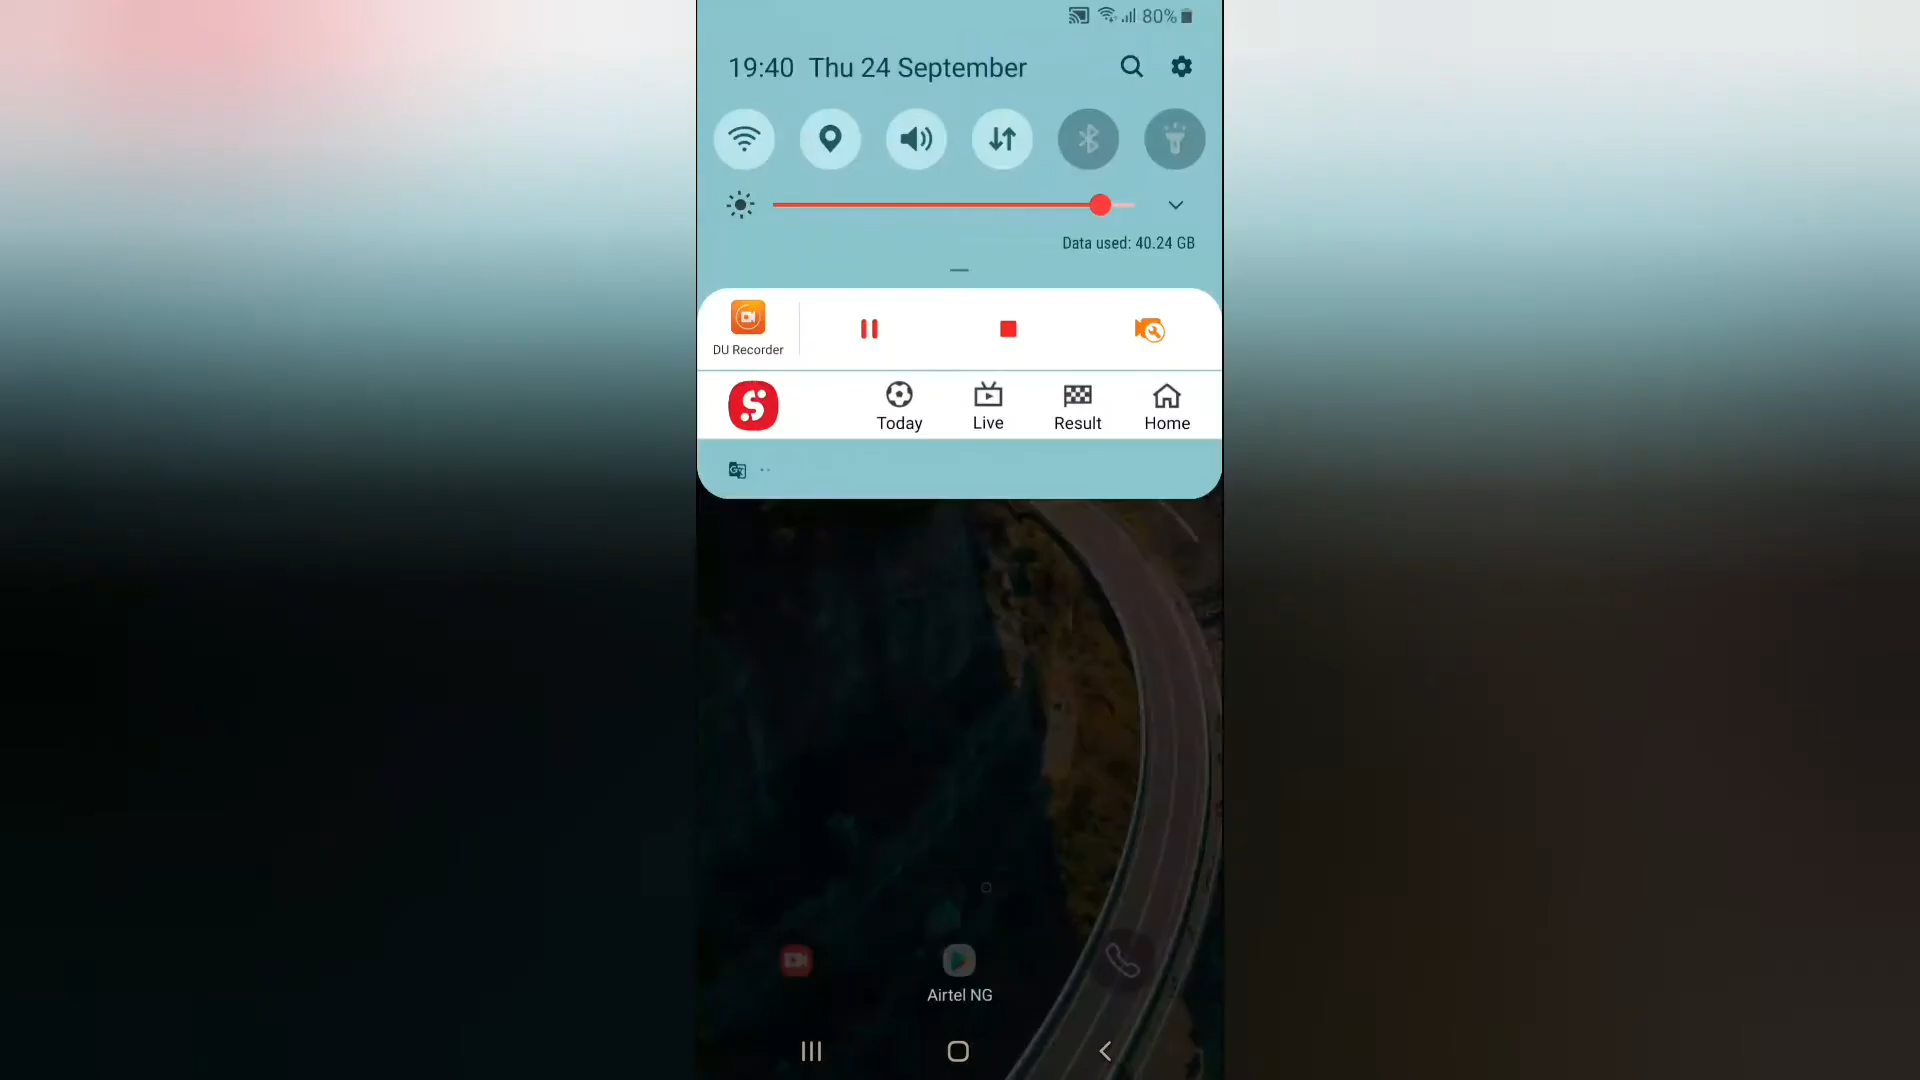 80%
19:40 Thu 24 September
Data used: 40.24 GB
DU Recorder
Today Live Result Home
Airtel NG